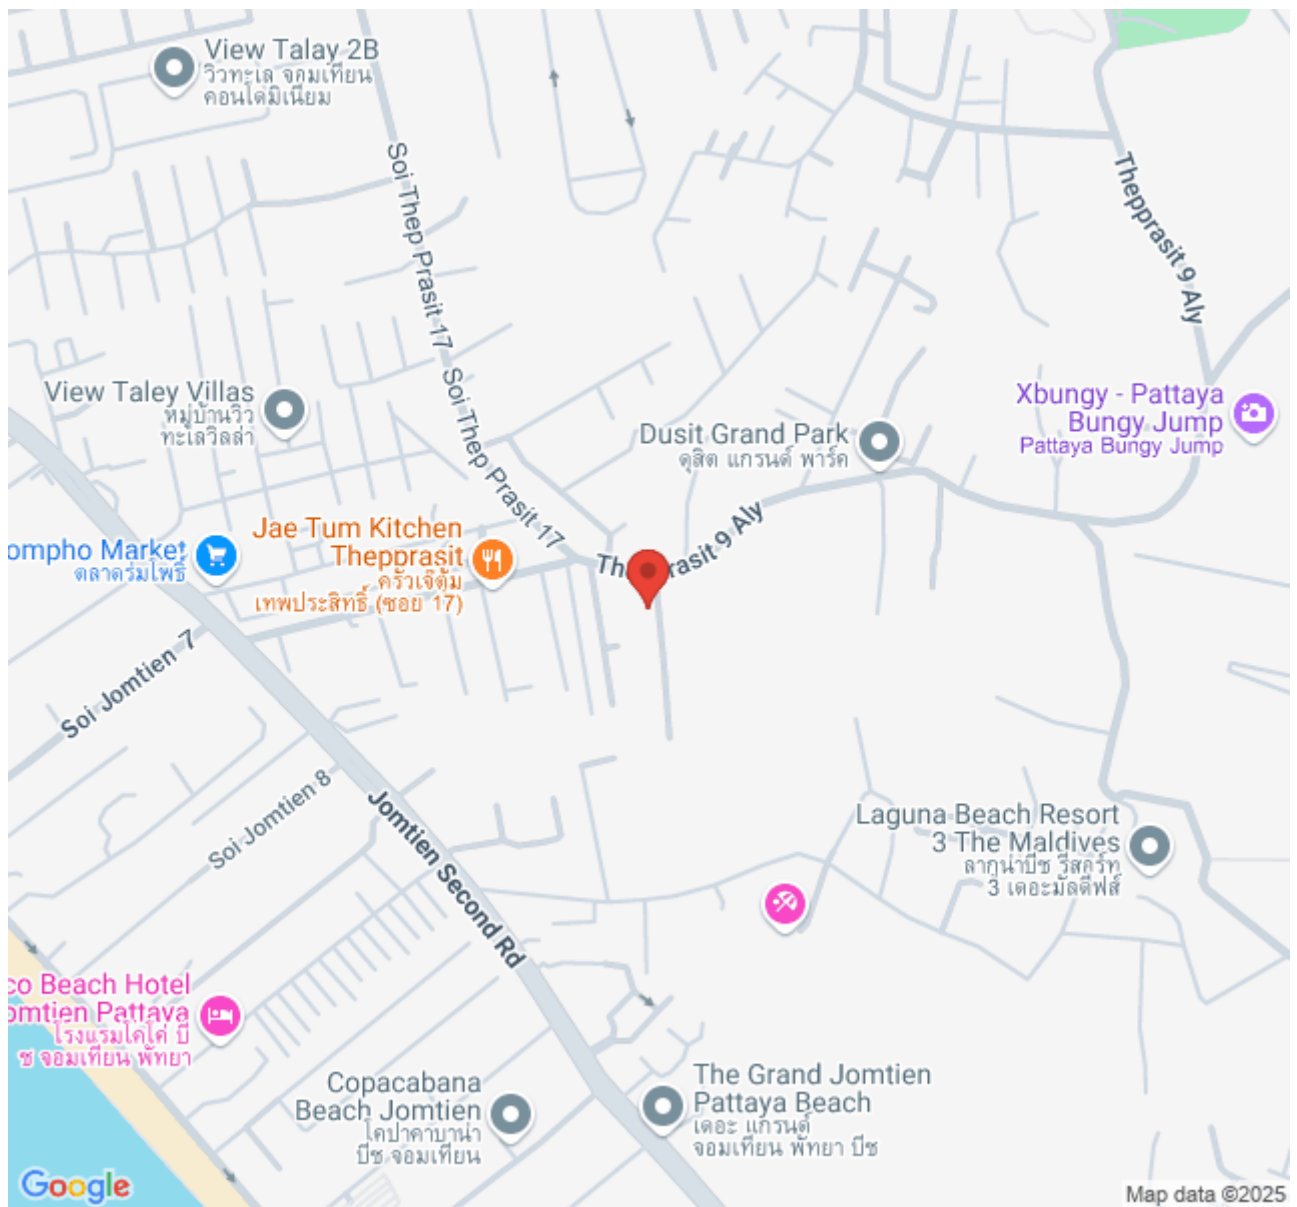 View Talay 2B
วิวทะเล จอมเทียน
คอนโดมิเนียม
Soi Thep Prasit 17
Thepprasit 9 Aly
View Taley Villas
หมู่บ้านวิว
ทะเลวิลล่า
Soi Thep Prasit 17
Dusit Grand Park
ดุสิต แกรนด์ พาร์ค
Xbungy - Pattaya
Bungy Jump
Pattaya Bungy Jump
ompho Market
ตลาดร่มโพธิ์
Jae Tum Kitchen
Thepprasit
ครัวเจ๊ตุ้ม
เทพประสิทธิ์ (ซอย 17)
Th rasit 9 Aly
Soi Jomtien 7
Soi Jomtien 8
Jomtien Second Rd
Laguna Beach Resort
3 The Maldives
ลากูน่าบีช รีสอร์ท
3 เดอะมัลดีฟส์
co Beach Hotel
omtien Pattaya
โรงแรมโคโค่ บี
ช จอมเทียน พัทยา
Copacabana
Beach Jomtien
โคปาคาบาน่า
บีช จอมเทียน
The Grand Jomtien
Pattaya Beach
เดอะ แกรนด์
จอมเทียน พัทยา บีช
Google
Map data ©2025